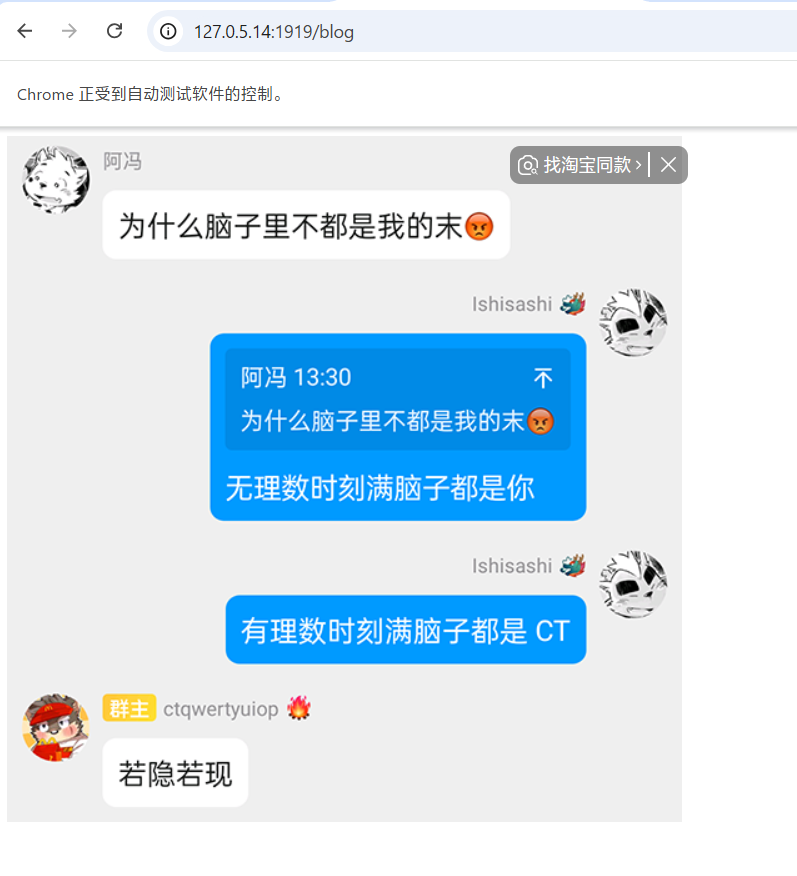 127.0.5.14:1919/blog
Chrome 正受到自动测试软件的控制。
阿冯
找淘宝同款
为什么脑子里不都是我的末😡
Ishisashi
阿冯 13:30
为什么脑子里不都是我的末😡
无理数时刻满脑子都是你
Ishisashi
有理数时刻满脑子都是 CT
群主 ctqwertyuiop 🔥
若隐若现